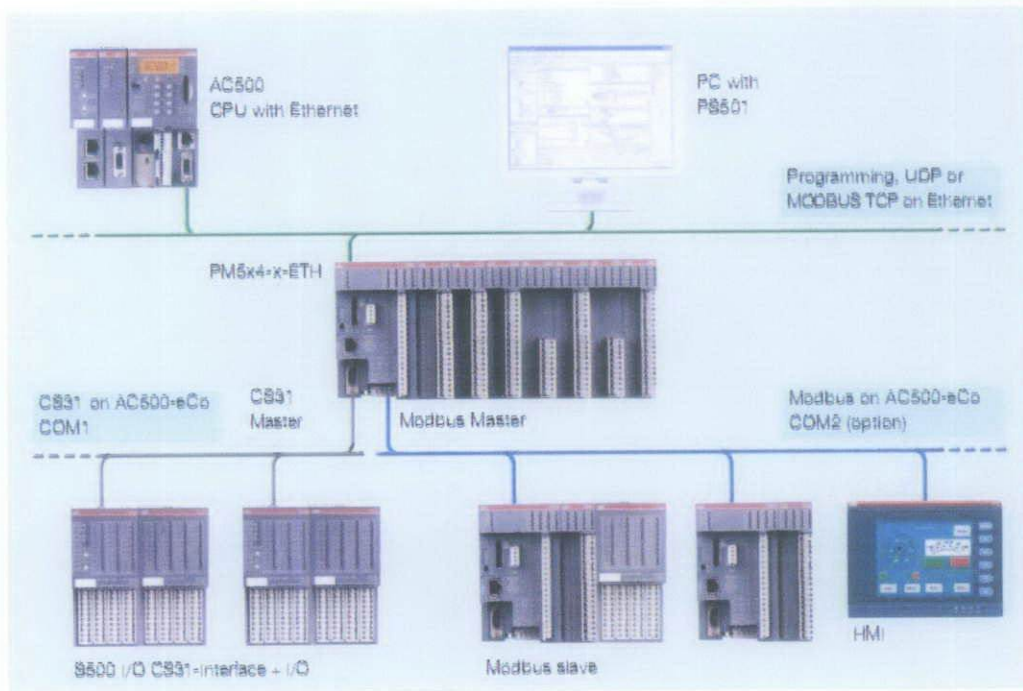 AC500
CPU with Ethernet
PC with
PS501
Programming, UDP or
MODBUS TCP on Ethernet
PM5x4-x-ETH
CS31 on AC500-eCo
COM1
CS31
Master
Modbus Master
Modbus on AC500-eCo
COM2 (option)
S500 I/O CS31-Interface + I/O
Modbus slave
HMI